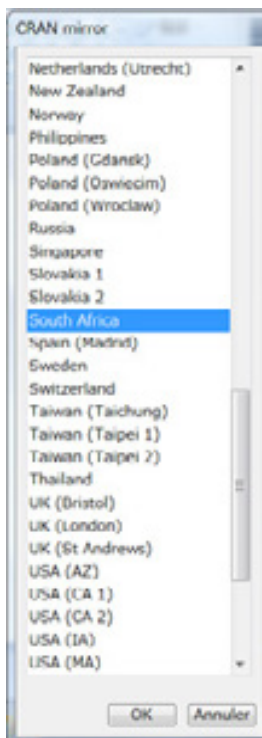 CRAN mirror
Netherlands (Utrecht)
New Zealand
Norway
Philippines
Poland (Gdansk)
Poland (Oswiecim)
Poland (Wroclaw)
Russia
Singapore
Slovakia 1
Slovakia 2
South Africa
Spain (Madrid)
Sweden
Switzerland
Taiwan (Taichung)
Taiwan (Taipei 1)
Taiwan (Taipei 2)
Thailand
UK (Bristol)
UK (London)
UK (St Andrews)
USA (AZ)
USA (CA 1)
USA (CA 2)
USA (IA)
USA (MA)
OK Annuler